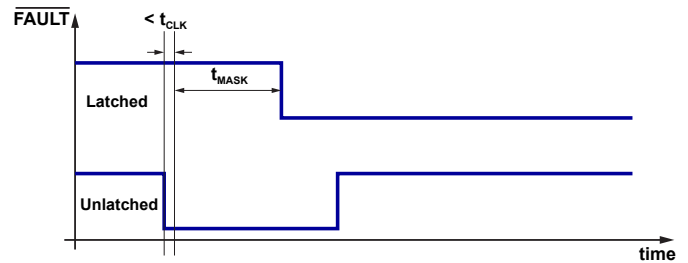 FAULT
< tCLK
tMASK
Latched
Unlatched
time